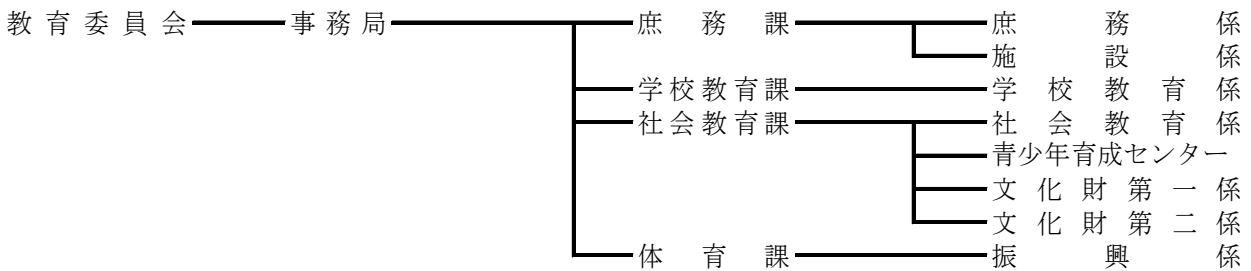 教育委員会 事務局 庶務課 庶務係
施設係
学校教育課 学校教育係
社会教育課 社会教育係
青少年育成センター
文化財第一係
文化財第二係
体育課 振興係